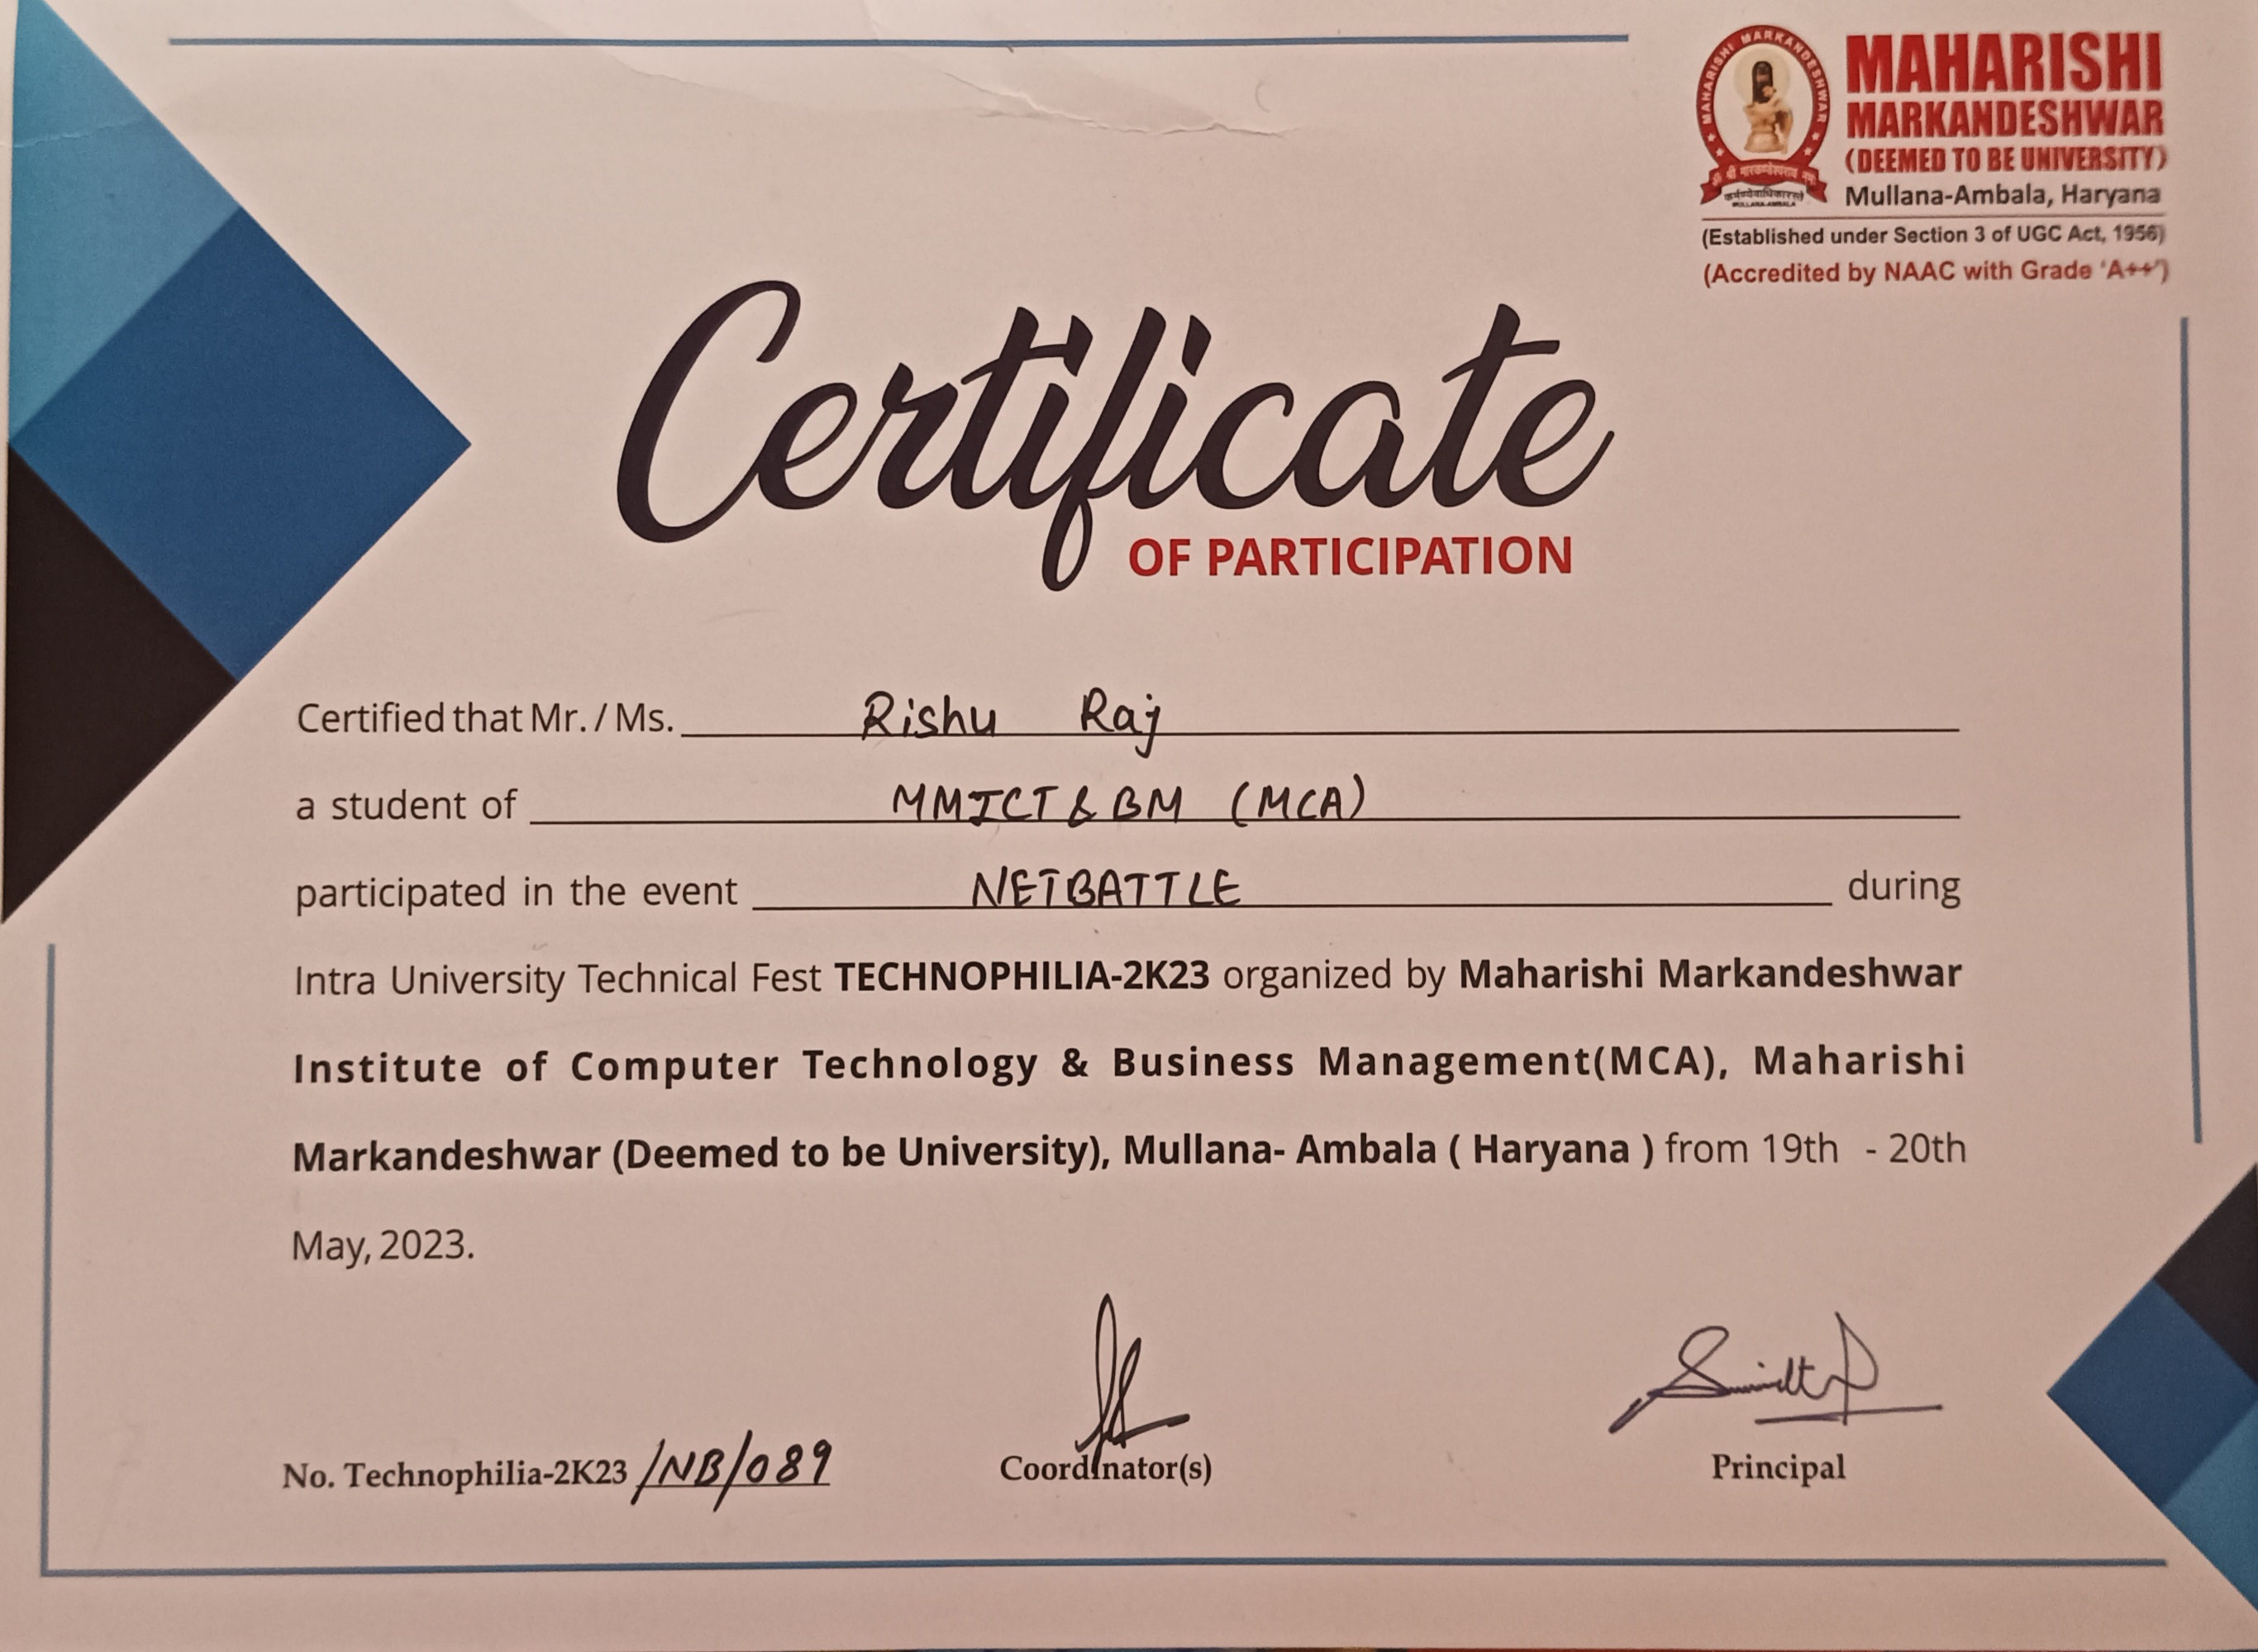 MAHARISHI MARKANDESHWAR
ॐ श्री मारकण्डेश्वराय नमः
MULLANA-AMBALA
MAHARISHI
MARKANDESHWAR
(DEEMED TO BE UNIVERSITY)
Mullana-Ambala, Haryana
(Established under Section 3 of UGC Act, 1956)
(Accredited by NAAC with Grade 'A++')
Certificate
OF PARTICIPATION
Certified that Mr. / Ms. Rishu Raj
a student of MMICT & BM (MCA)
participated in the event NETBATTLE during
Intra University Technical Fest TECHNOPHILIA-2K23 organized by Maharishi Markandeshwar
Institute of Computer Technology & Business Management(MCA), Maharishi
Markandeshwar (Deemed to be University), Mullana- Ambala ( Haryana ) from 19th - 20th
May, 2023.
No. Technophilia-2K23 /NB/089
Coordinator(s)
Principal